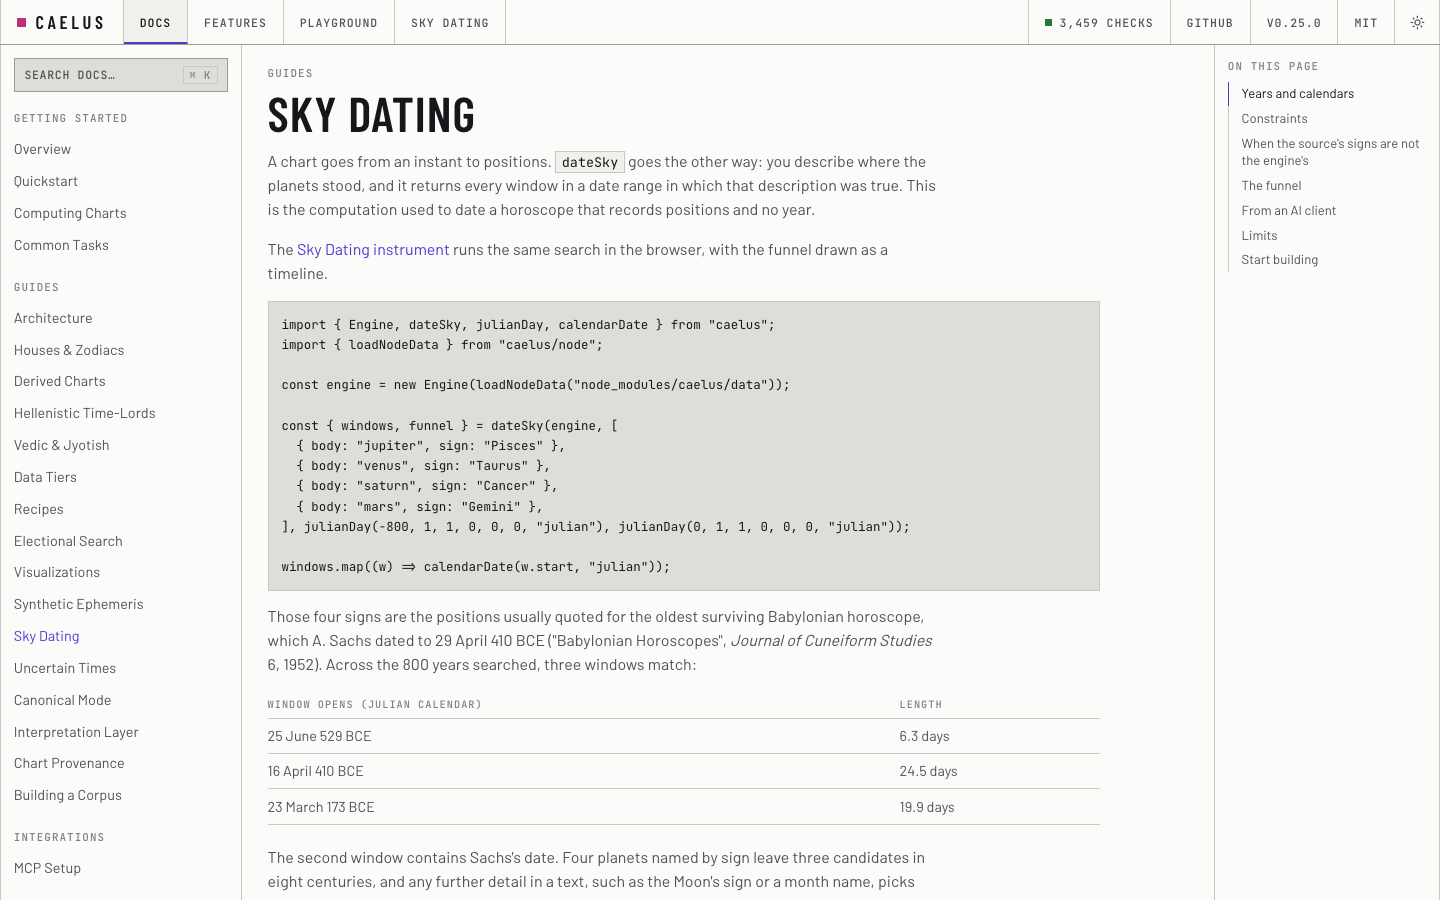 CAELUS
DOCS
FEATURES
PLAYGROUND
SKY DATING
3,459 CHECKS
GITHUB
V0.25.0
MIT
SEARCH DOCS…
⌘ K
GETTING STARTED
Overview
Quickstart
Computing Charts
Common Tasks
GUIDES
Architecture
Houses & Zodiacs
Derived Charts
Hellenistic Time-Lords
Vedic & Jyotish
Data Tiers
Recipes
Electional Search
Visualizations
Synthetic Ephemeris
Sky Dating
Uncertain Times
Canonical Mode
Interpretation Layer
Chart Provenance
Building a Corpus
INTEGRATIONS
MCP Setup
GUIDES
SKY DATING
A chart goes from an instant to positions. dateSky goes the other way: you describe where the
planets stood, and it returns every window in a date range in which that description was true. This
is the computation used to date a horoscope that records positions and no year.
The Sky Dating instrument runs the same search in the browser, with the funnel drawn as a
timeline.
import { Engine, dateSky, julianDay, calendarDate } from "caelus";
import { loadNodeData } from "caelus/node";
const engine = new Engine(loadNodeData("node_modules/caelus/data"));
const { windows, funnel } = dateSky(engine, [
{ body: "jupiter", sign: "Pisces" },
{ body: "venus", sign: "Taurus" },
{ body: "saturn", sign: "Cancer" },
{ body: "mars", sign: "Gemini" },
], julianDay(-800, 1, 1, 0, 0, 0, "julian"), julianDay(0, 1, 1, 0, 0, 0, "julian"));
windows.map((w) => calendarDate(w.start, "julian"));
Those four signs are the positions usually quoted for the oldest surviving Babylonian horoscope,
which A. Sachs dated to 29 April 410 BCE ("Babylonian Horoscopes", Journal of Cuneiform Studies
6, 1952). Across the 800 years searched, three windows match:
WINDOW OPENS (JULIAN CALENDAR) LENGTH
25 June 529 BCE 6.3 days
16 April 410 BCE 24.5 days
23 March 173 BCE 19.9 days
The second window contains Sachs's date. Four planets named by sign leave three candidates in
eight centuries, and any further detail in a text, such as the Moon's sign or a month name, picks
ON THIS PAGE
Years and calendars
Constraints
When the source's signs are not
the engine's
The funnel
From an AI client
Limits
Start building